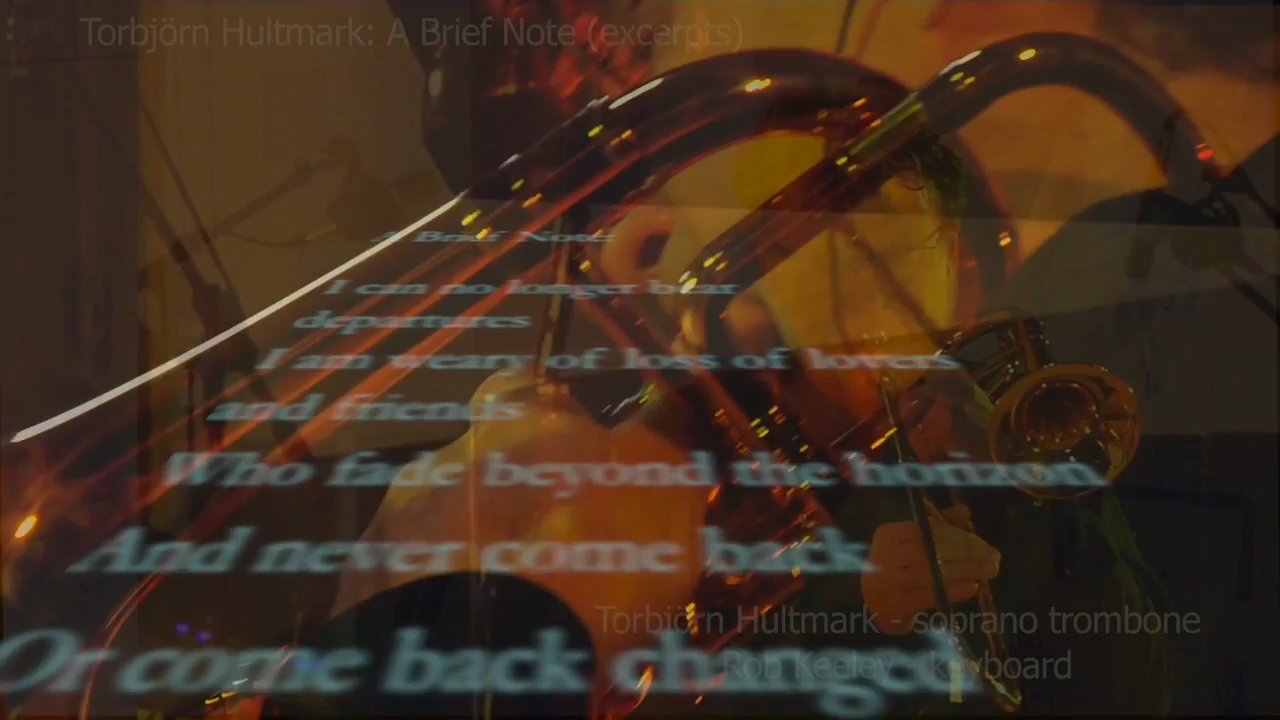 Torbjörn Hultmark: A Brief Note (excerpts)
A Brief Note:
I can no longer bear
departures
I am weary of loss of lovers
and friends
Who fade beyond the horizon
And never come back
Torbjörn Hultmark - soprano trombone
Or come back changed
Rob Keeley - keyboard